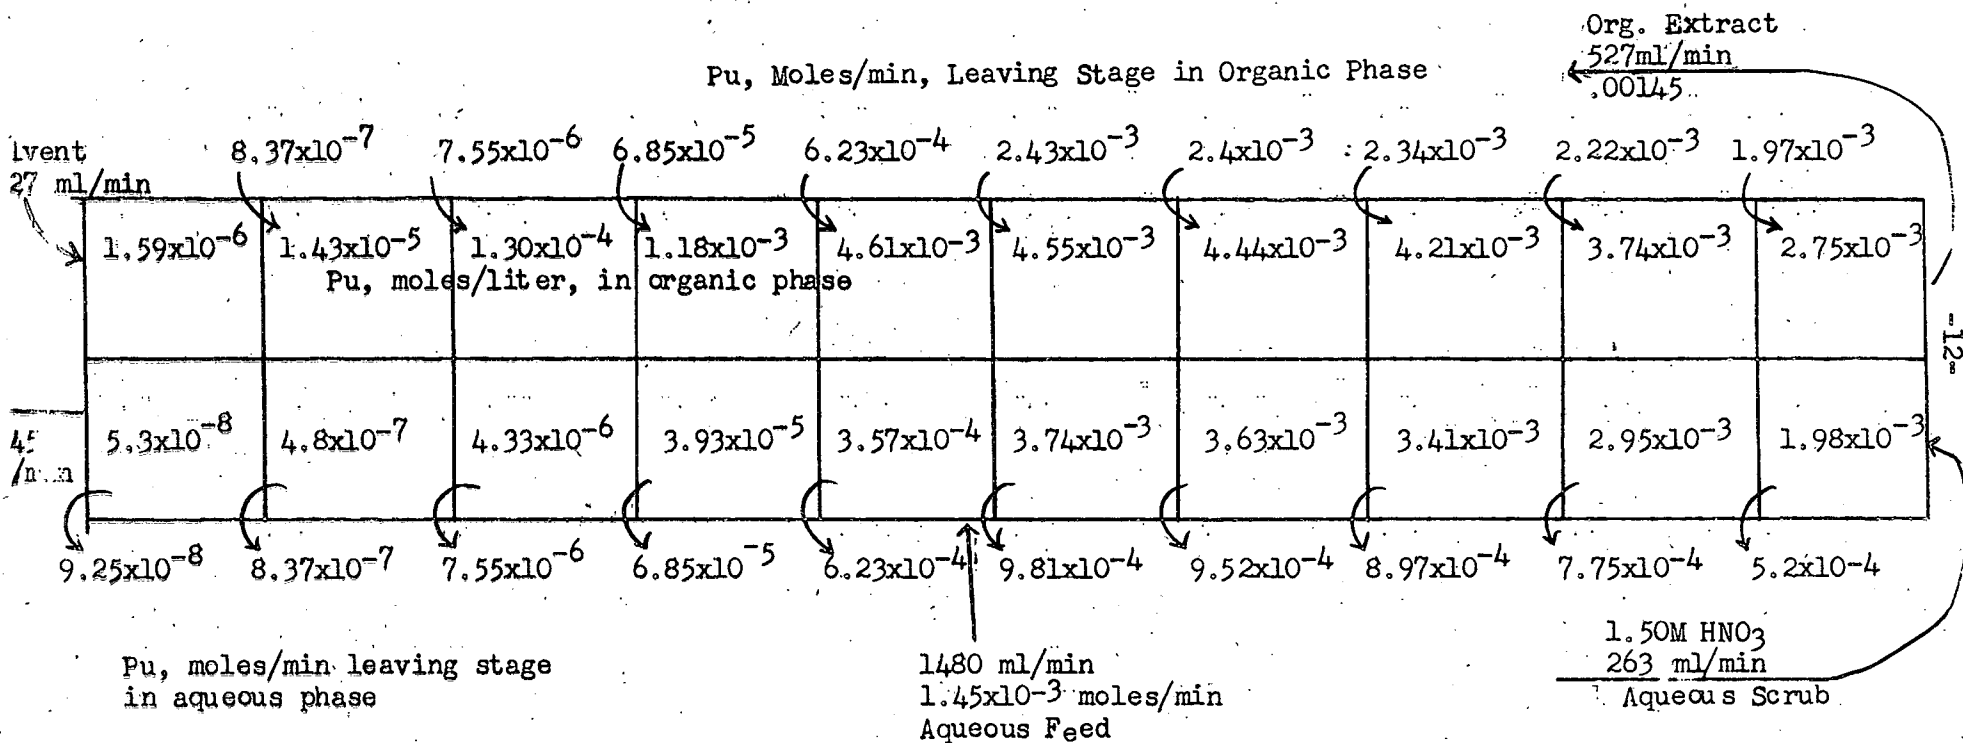 Org. Extract
527ml/min
.00145
Pu, Moles/min, Leaving Stage in Organic Phase
lvent
27 ml/min
8.37x10⁻⁷ 7.55x10⁻⁶ 6.85x10⁻⁵ 6.23x10⁻⁴ 2.43x10⁻³ 2.4x10⁻³ 2.34x10⁻³ 2.22x10⁻³ 1.97x10⁻³
1.59x10⁻⁶ 1.43x10⁻⁵ 1.30x10⁻⁴ 1.18x10⁻³ 4.61x10⁻³ 4.55x10⁻³ 4.44x10⁻³ 4.21x10⁻³ 3.74x10⁻³ 2.75x10⁻³
Pu, moles/liter, in organic phase
-12-
45
5.3x10⁻⁸ 4.8x10⁻⁷ 4.33x10⁻⁶ 3.93x10⁻⁵ 3.57x10⁻⁴ 3.74x10⁻³ 3.63x10⁻³ 3.41x10⁻³ 2.95x10⁻³ 1.98x10⁻³
9.25x10⁻⁸ 8.37x10⁻⁷ 7.55x10⁻⁶ 6.85x10⁻⁵ 6.23x10⁻⁴ 9.81x10⁻⁴ 9.52x10⁻⁴ 8.97x10⁻⁴ 7.75x10⁻⁴ 5.2x10-4
Pu, moles/min leaving stage
in aqueous phase
1480 ml/min
1.45x10⁻³ moles/min
Aqueous Feed
1.50M HNO₃
263 ml/min
Aqueous Scrub